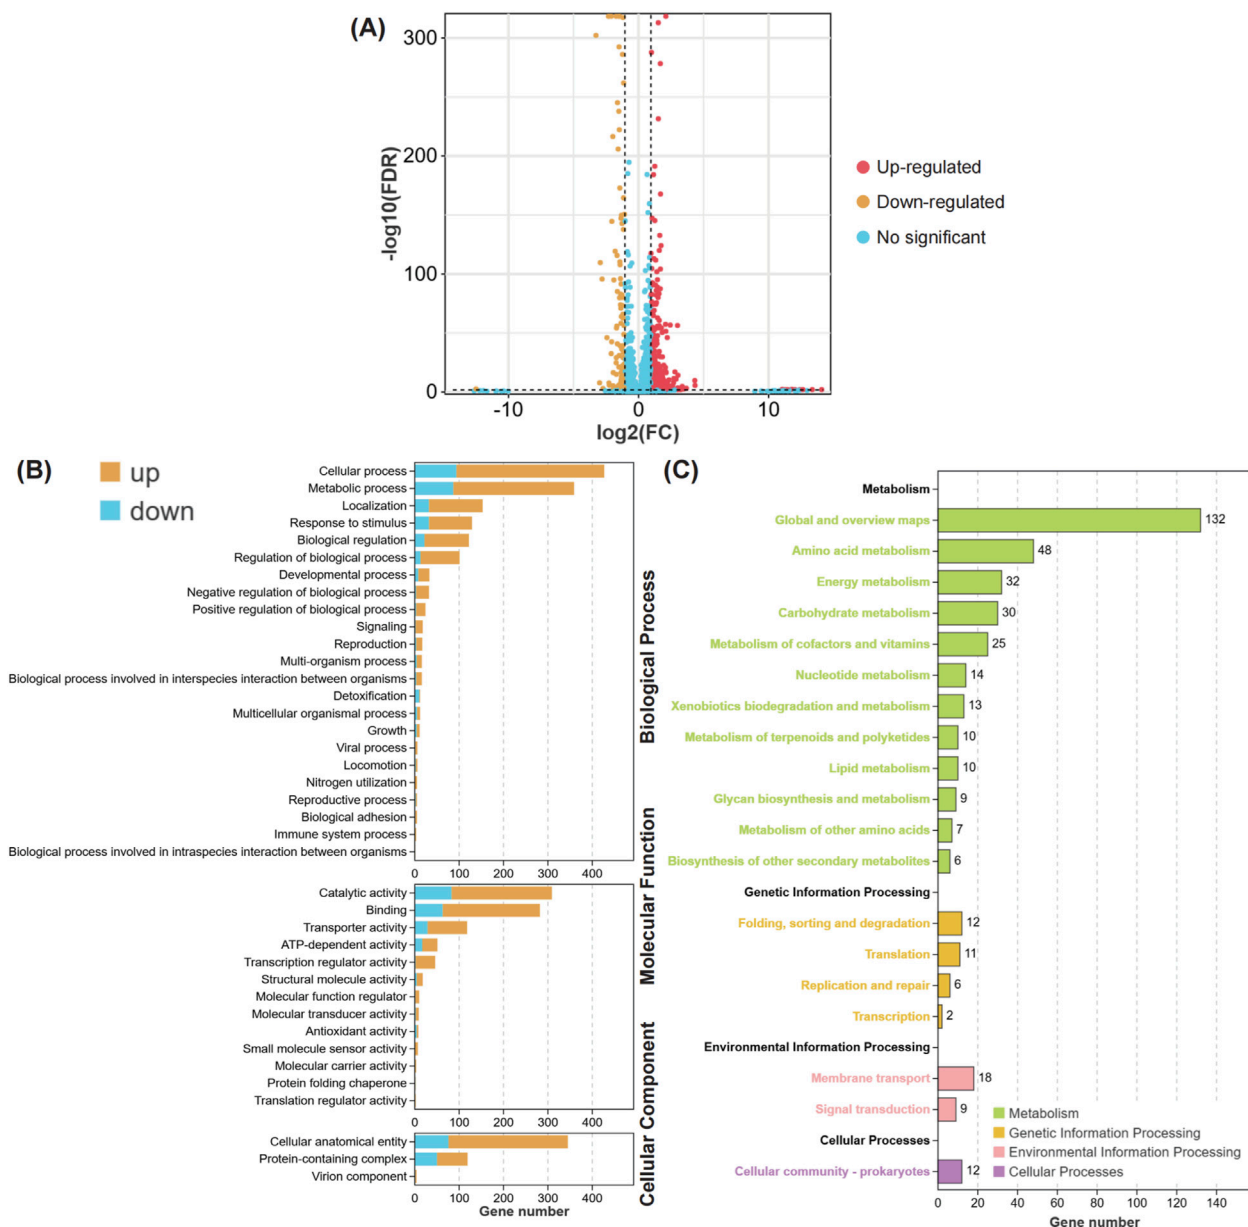 (A)
300
200
100
0
-log10(FDR)
-10
0
10
log2(FC)
Up-regulated
Down-regulated
No significant
(B)
up
down
Cellular process
Metabolic process
Localization
Response to stimulus
Biological regulation
Regulation of biological process
Developmental process
Negative regulation of biological process
Positive regulation of biological process
Signaling
Reproduction
Multi-organism process
Biological process involved in interspecies interaction between organisms
Detoxification
Multicellular organismal process
Growth
Viral process
Locomotion
Nitrogen utilization
Reproductive process
Biological adhesion
Immune system process
Biological process involved in intraspecies interaction between organisms
0 100 200 300 400
Biological Process
Catalytic activity
Binding
Transporter activity
ATP-dependent activity
Transcription regulator activity
Structural molecule activity
Molecular function regulator
Molecular transducer activity
Antioxidant activity
Small molecule sensor activity
Molecular carrier activity
Protein folding chaperone
Translation regulator activity
0 100 200 300 400
Molecular Function
Cellular anatomical entity
Protein-containing complex
Virion component
0 100 200 300 400
Gene number
Cellular Component
(C)
Metabolism
Global and overview maps 132
Amino acid metabolism 48
Energy metabolism 32
Carbohydrate metabolism 30
Metabolism of cofactors and vitamins 25
Nucleotide metabolism 14
Xenobiotics biodegradation and metabolism 13
Metabolism of terpenoids and polyketides 10
Lipid metabolism 10
Glycan biosynthesis and metabolism 9
Metabolism of other amino acids 7
Biosynthesis of other secondary metabolites 6
Genetic Information Processing
Folding, sorting and degradation 12
Translation 11
Replication and repair 6
Transcription 2
Environmental Information Processing
Membrane transport 18
Signal transduction 9
Cellular Processes
Cellular community - prokaryotes 12
Metabolism
Genetic Information Processing
Environmental Information Processing
Cellular Processes
0 20 40 60 80 100 120 140
Gene number